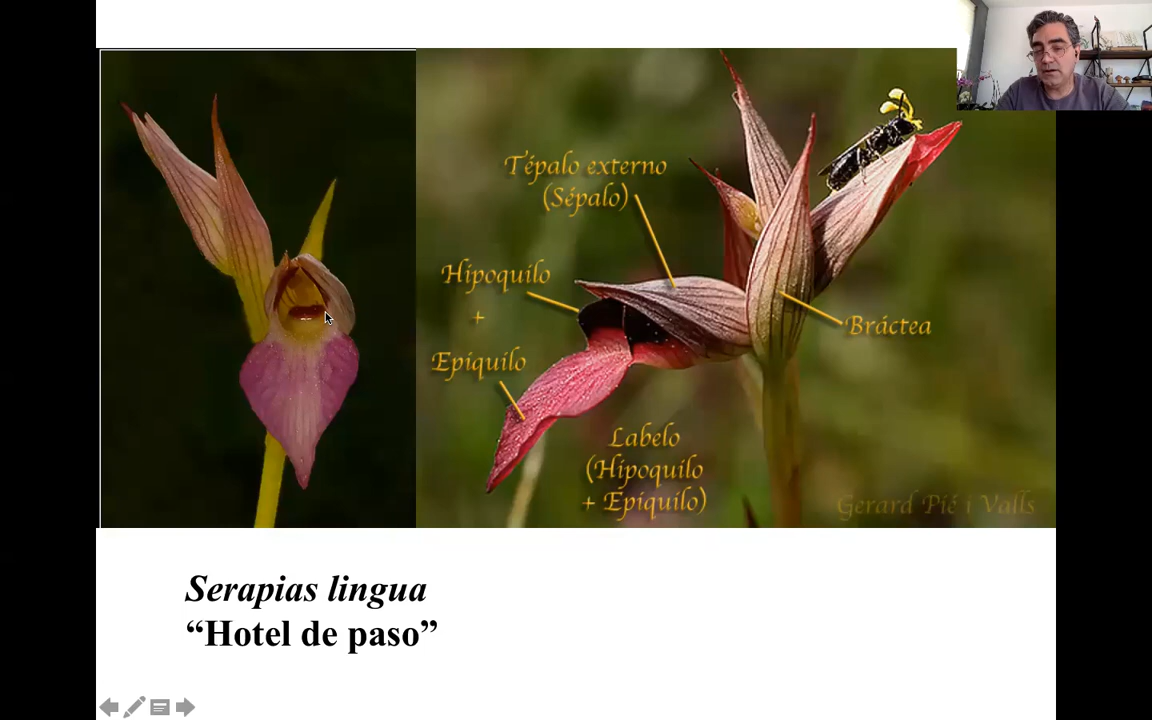 Tépalo externo
(Sépalo)
Hipoquilo
+
Epiquilo
Bráctea
Labelo
(Hipoquilo
+ Epiquilo)
Gerard Pié i Valls
Serapias lingua
“Hotel de paso”